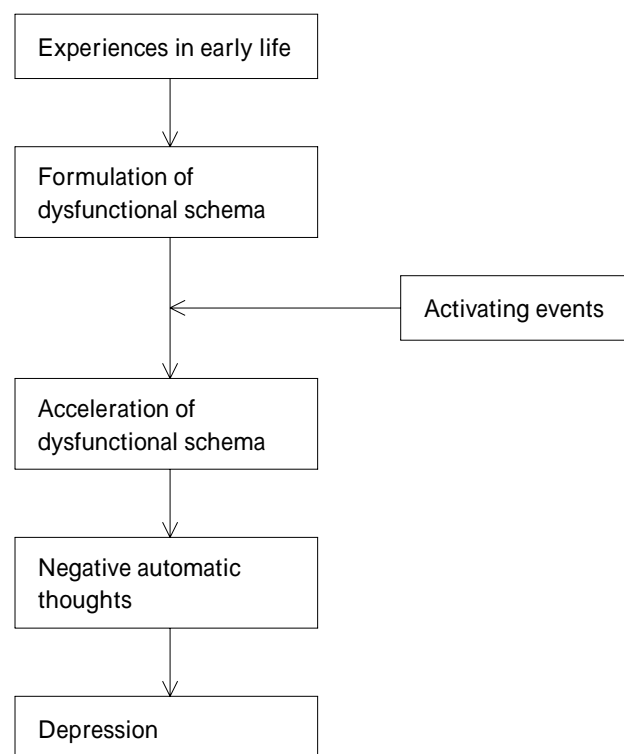 Experiences in early life
Formulation of
dysfunctional schema
Activating events
Acceleration of
dysfunctional schema
Negative automatic
thoughts
Depression